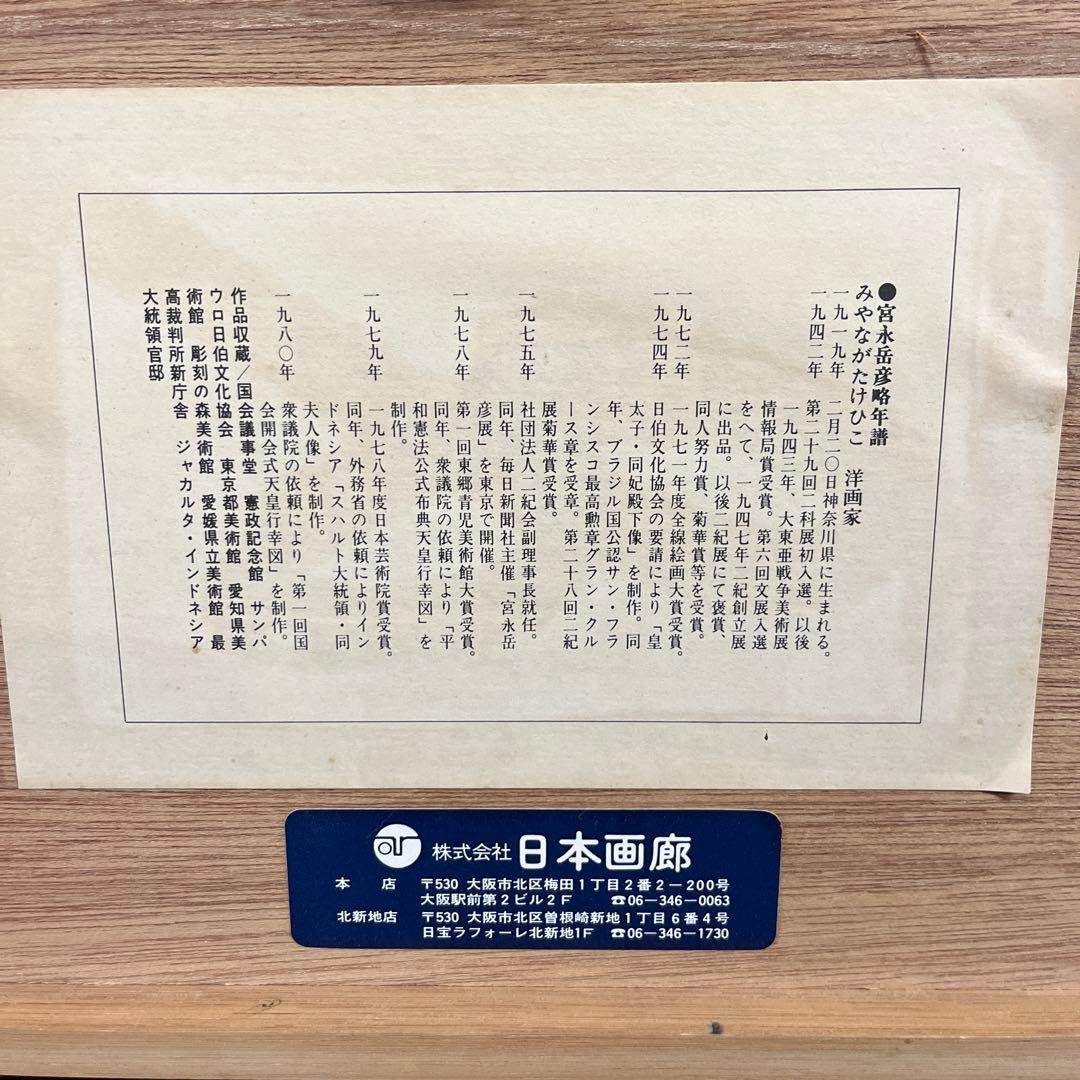 ●宮永岳彦略年譜
みやながたけひこ　洋画家
一九一九年　二月二〇日神奈川県に生まれる。
一九四二年　第二十九回二科展初入選。以後
一九四三年、大東亜戦争美術展
情報局賞受賞。第六回文展入選
をへて、一九四七年二紀創立展
に出品。以後二紀展にて褒賞、
同人努力賞、菊華賞等を受賞。
一九七二年　一九七一年度全線絵画大賞受賞。
一九七四年　日伯文化協会の要請により「皇
太子・同妃殿下像」を制作。同
年、ブラジル国公認サン・フラ
ンシスコ最高勲章グラン・クル
ース章を受章。第二十八回二紀
展菊華賞受賞。
一九七五年　社団法人二紀会副理事長就任。
同年、毎日新聞社主催「宮永岳
彦展」を東京で開催。
一九七八年　第一回東郷青児美術館大賞受賞。
同年、衆議院の依頼により「平
和憲法公式布典天皇行幸図」を
制作。
一九七九年　一九七八年度日本芸術院賞受賞。
同年、外務省の依頼によりイン
ドネシア「スハルト大統領・同
夫人像」を制作。
一九八〇年　衆議院の依頼により「第一回国
会開会式天皇行幸図」を制作。
作品収蔵／国会議事堂　憲政記念館　サンパ
ウロ日伯文化協会　東京都美術館　愛知県美
術館　彫刻の森美術館　愛媛県立美術館　最
高裁判所新庁舎　ジャカルタ・インドネシア
大統領官邸
株式会社 日本画廊
本店　〒530 大阪市北区梅田1丁目2番2－200号
大阪駅前第2ビル2F　☎06－346－0063
北新地店　〒530 大阪市北区曽根崎新地1丁目6番4号
日宝ラフォーレ北新地1F　☎06－346－1730